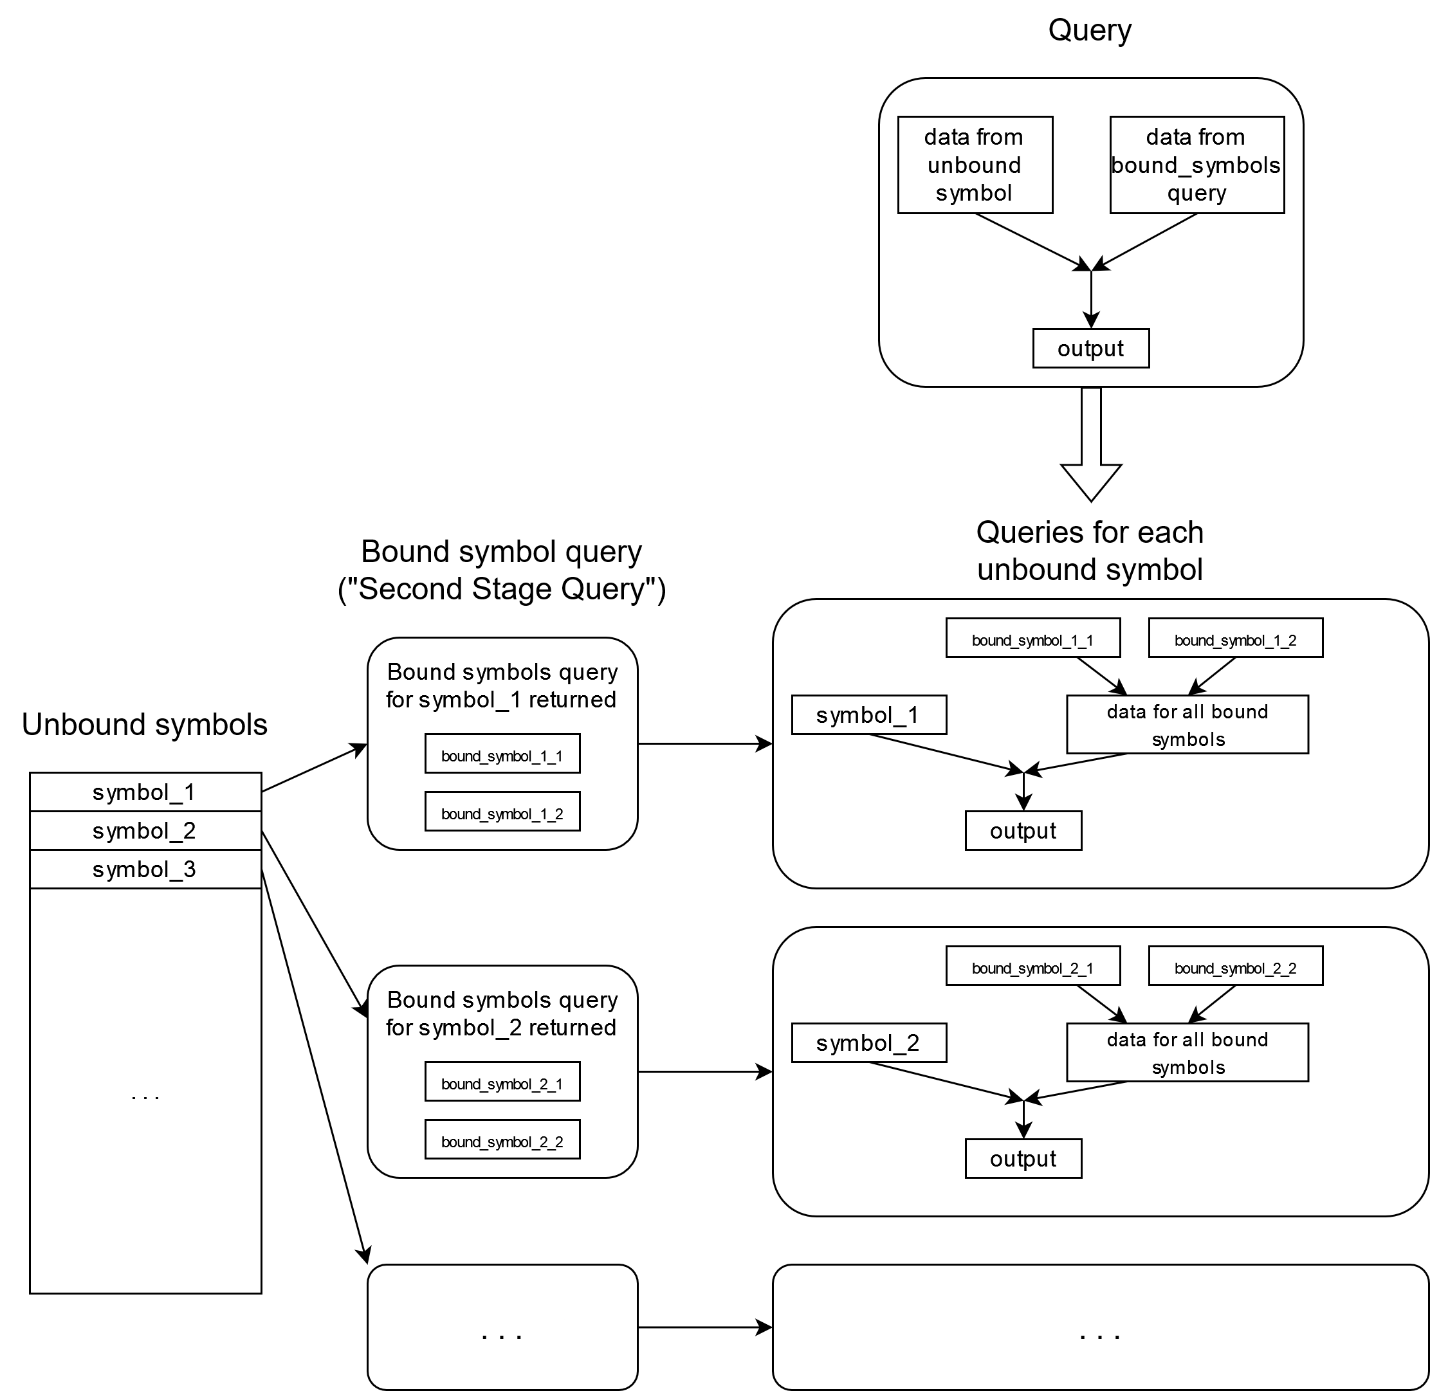 Query
data from
unbound
symbol
data from
bound_symbols
query
output
Queries for each
unbound symbol
Bound symbol query
("Second Stage Query")
Unbound symbols
symbol_1
symbol_2
symbol_3
. . .
Bound symbols query
for symbol_1 returned
bound_symbol_1_1
bound_symbol_1_2
bound_symbol_1_1
bound_symbol_1_2
symbol_1
data for all bound
symbols
output
Bound symbols query
for symbol_2 returned
bound_symbol_2_1
bound_symbol_2_2
bound_symbol_2_1
bound_symbol_2_2
symbol_2
data for all bound
symbols
output
. . .
. . .